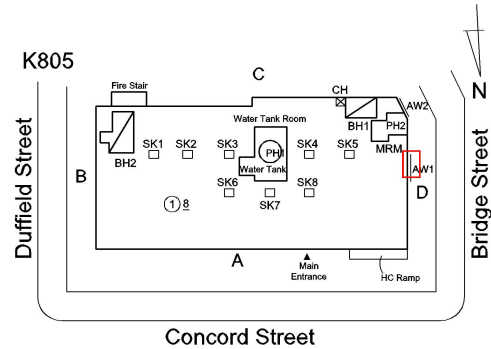 K805
Fire Stair
C
CH
N
AW2
Water Tank Room
BH1
PH2
BH2
SK1
SK2
SK3
PH1
SK4
SK5
MRM
Water Tank
AW1
B
D
SK6
SK7
SK8
1 8
A
Main
Entrance
HC Ramp
Duffield Street
Bridge Street
Concord Street